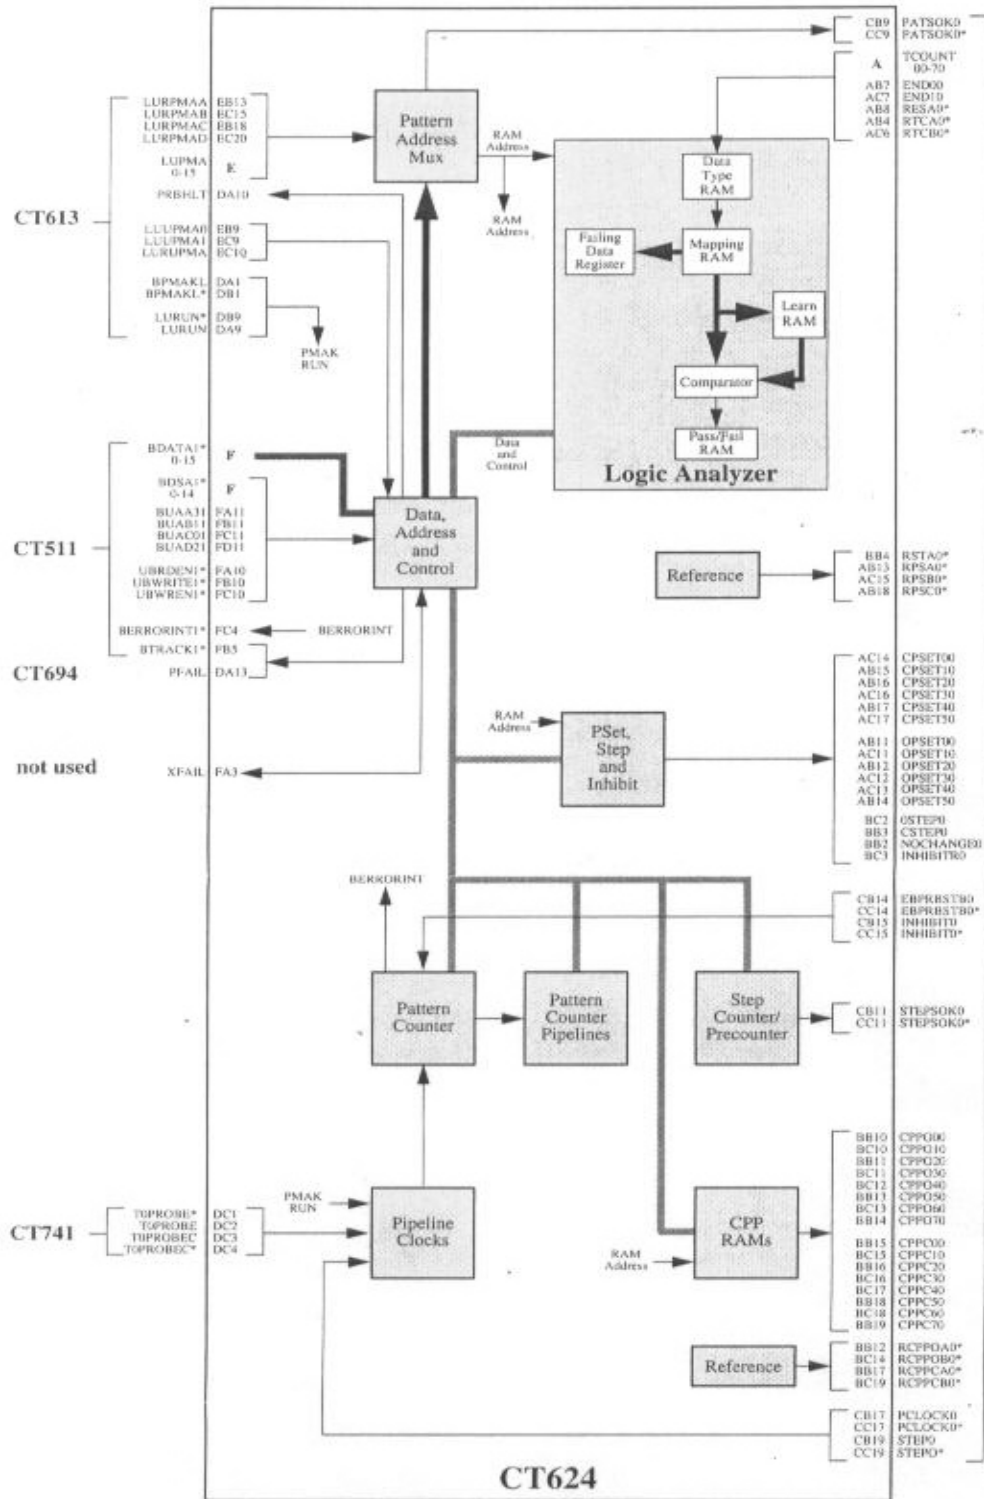 CB9 PATSOK0
CC9 PATSOK0*
A TCOUNT
00-70
AB7 END00
AC7 END10
AB8 RESA0*
AB4 RTCA0*
AC6 RTCB0*
LURPMAA EB13
LURPMAB EC15
LURPMAC EB18
LURPMAD EC20
LUPMA
0-15 E
PRBHLT DA10
CT613
LUUPMA0 EB9
LUUPMA1 EC9
LURUPMA EC10
BPMAKL DA1
BPMAKL* DB1
LURUN* DB9
LURUN DA9
PMAK
RUN
Pattern
Address
Mux
RAM
Address
RAM
Address
Data
Type
RAM
Mapping
RAM
Failing
Data
Register
Learn
RAM
Comparator
Pass/Fail
RAM
Logic Analyzer
Data
and
Control
BDATA1*
0-15 F
BDSA1*
0-14 F
BUAA31 FA11
BUAB11 FB11
BUAC01 FC11
BUAD21 FD11
CT511
UBRDEN1* FA10
UBWRITE1* FB10
UBWREN1* FC10
BERRORINT1* FC4
BERRORINT
BTRACK1* FB5
PFAIL DA13
CT694
not used
XFAIL FA3
Data,
Address
and
Control
Reference
BB4 RSTA0*
AB13 RPSA0*
AC15 RPSB0*
AB18 RPSC0*
RAM
Address
PSet,
Step
and
Inhibit
AC14 CPSET00
AB15 CPSET10
AB16 CPSET20
AC16 CPSET30
AB17 CPSET40
AC17 CPSET50
AB11 OPSET00
AC11 OPSET10
AB12 OPSET20
AC12 OPSET30
AC13 OPSET40
AB14 OPSET50
BC2 0STEP0
BB3 CSTEP0
BB2 NOCHANGE0
BC3 INHIBITR0
BERRORINT
CB14 EBPRBSTB0
CC14 EBPRBSTB0*
CB15 INHIBIT0
CC15 INHIBIT0*
Pattern
Counter
Pattern
Counter
Pipelines
Step
Counter/
Precounter
CB11 STEPSOK0
CC11 STEPSOK0*
CT741
T0PROBE* DC1
T0PROBE DC2
T0PROBEC DC3
T0PROBEC* DC4
PMAK
RUN
Pipeline
Clocks
RAM
Address
CPP
RAMs
BB10 CPPO00
BC10 CPPO10
BB11 CPPO20
BC11 CPPO30
BC12 CPPO40
BB13 CPPO50
BC13 CPPO60
BB14 CPPO70
BB15 CPPC00
BC15 CPPC10
BB16 CPPC20
BC16 CPPC30
BC17 CPPC40
BB18 CPPC50
BC18 CPPC60
BB19 CPPC70
Reference
BB12 RCPPOA0*
BC14 RCPPOB0*
BB17 RCPPCA0*
BC19 RCPPCB0*
CB17 PCLOCK0
CC17 PCLOCK0*
CB19 STEP0
CC19 STEPO*
CT624